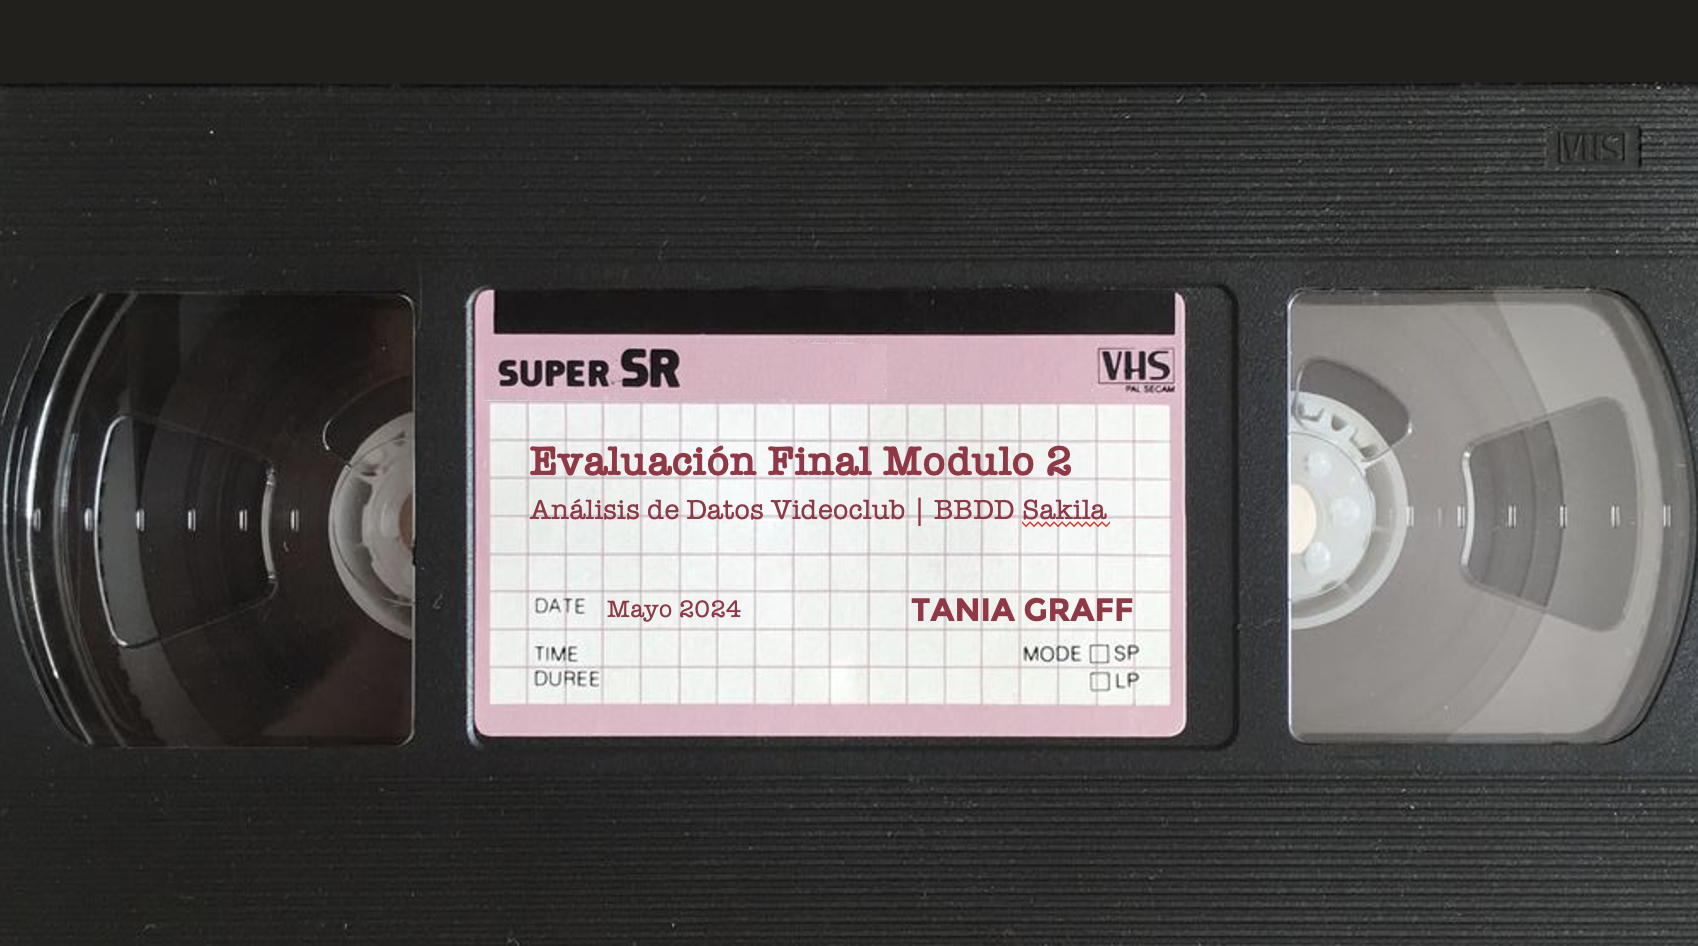 VHS
SUPER SR
VHS
PAL SECAM
Evaluación Final Modulo 2
Análisis de Datos Videoclub | BBDD Sakila
DATE Mayo 2024
TANIA GRAFF
TIME
DUREE
MODE SP
LP